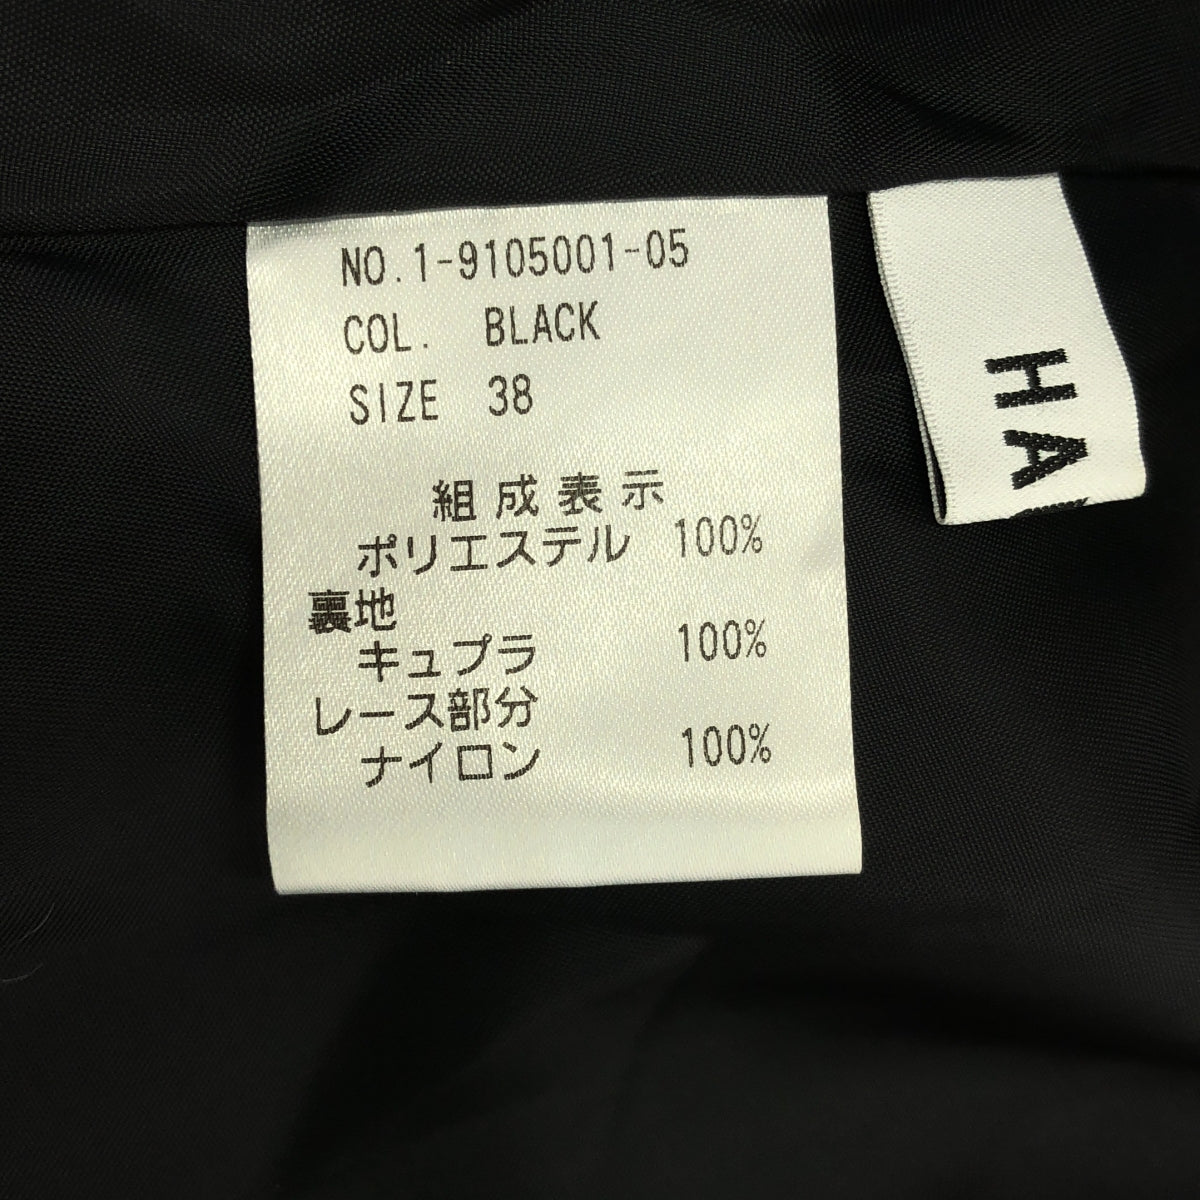 NO.1-9105001-05
COL. BLACK
SIZE 38
組成表示
ポリエステル 100%
裏地
キュプラ 100%
レース部分
ナイロン 100%
HA